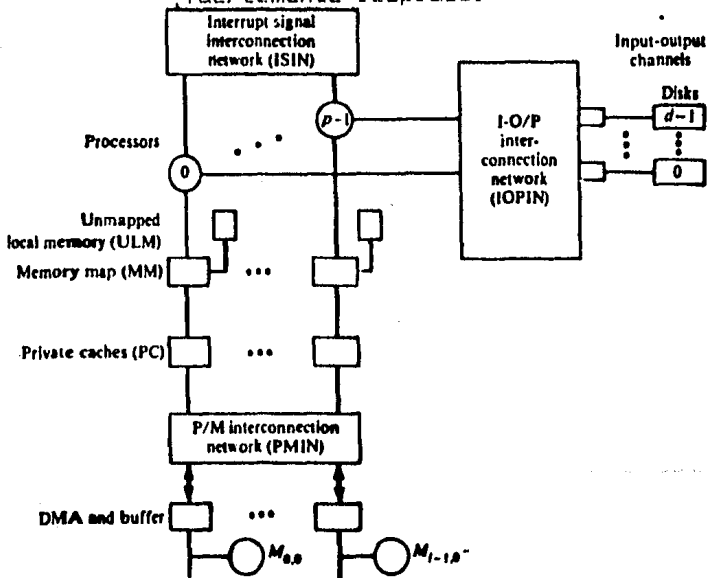 Interrupt signal
interconnection
network (ISIN)
Input-output
channels
Disks
p-1
d-1
I-O/P
inter-
connection
network
(IOPIN)
Processors
0
0
Unmapped
local memory (ULM)
Memory map (MM)
Private caches (PC)
P/M interconnection
network (PMIN)
DMA and buffer
M0,0
Ml-1,0